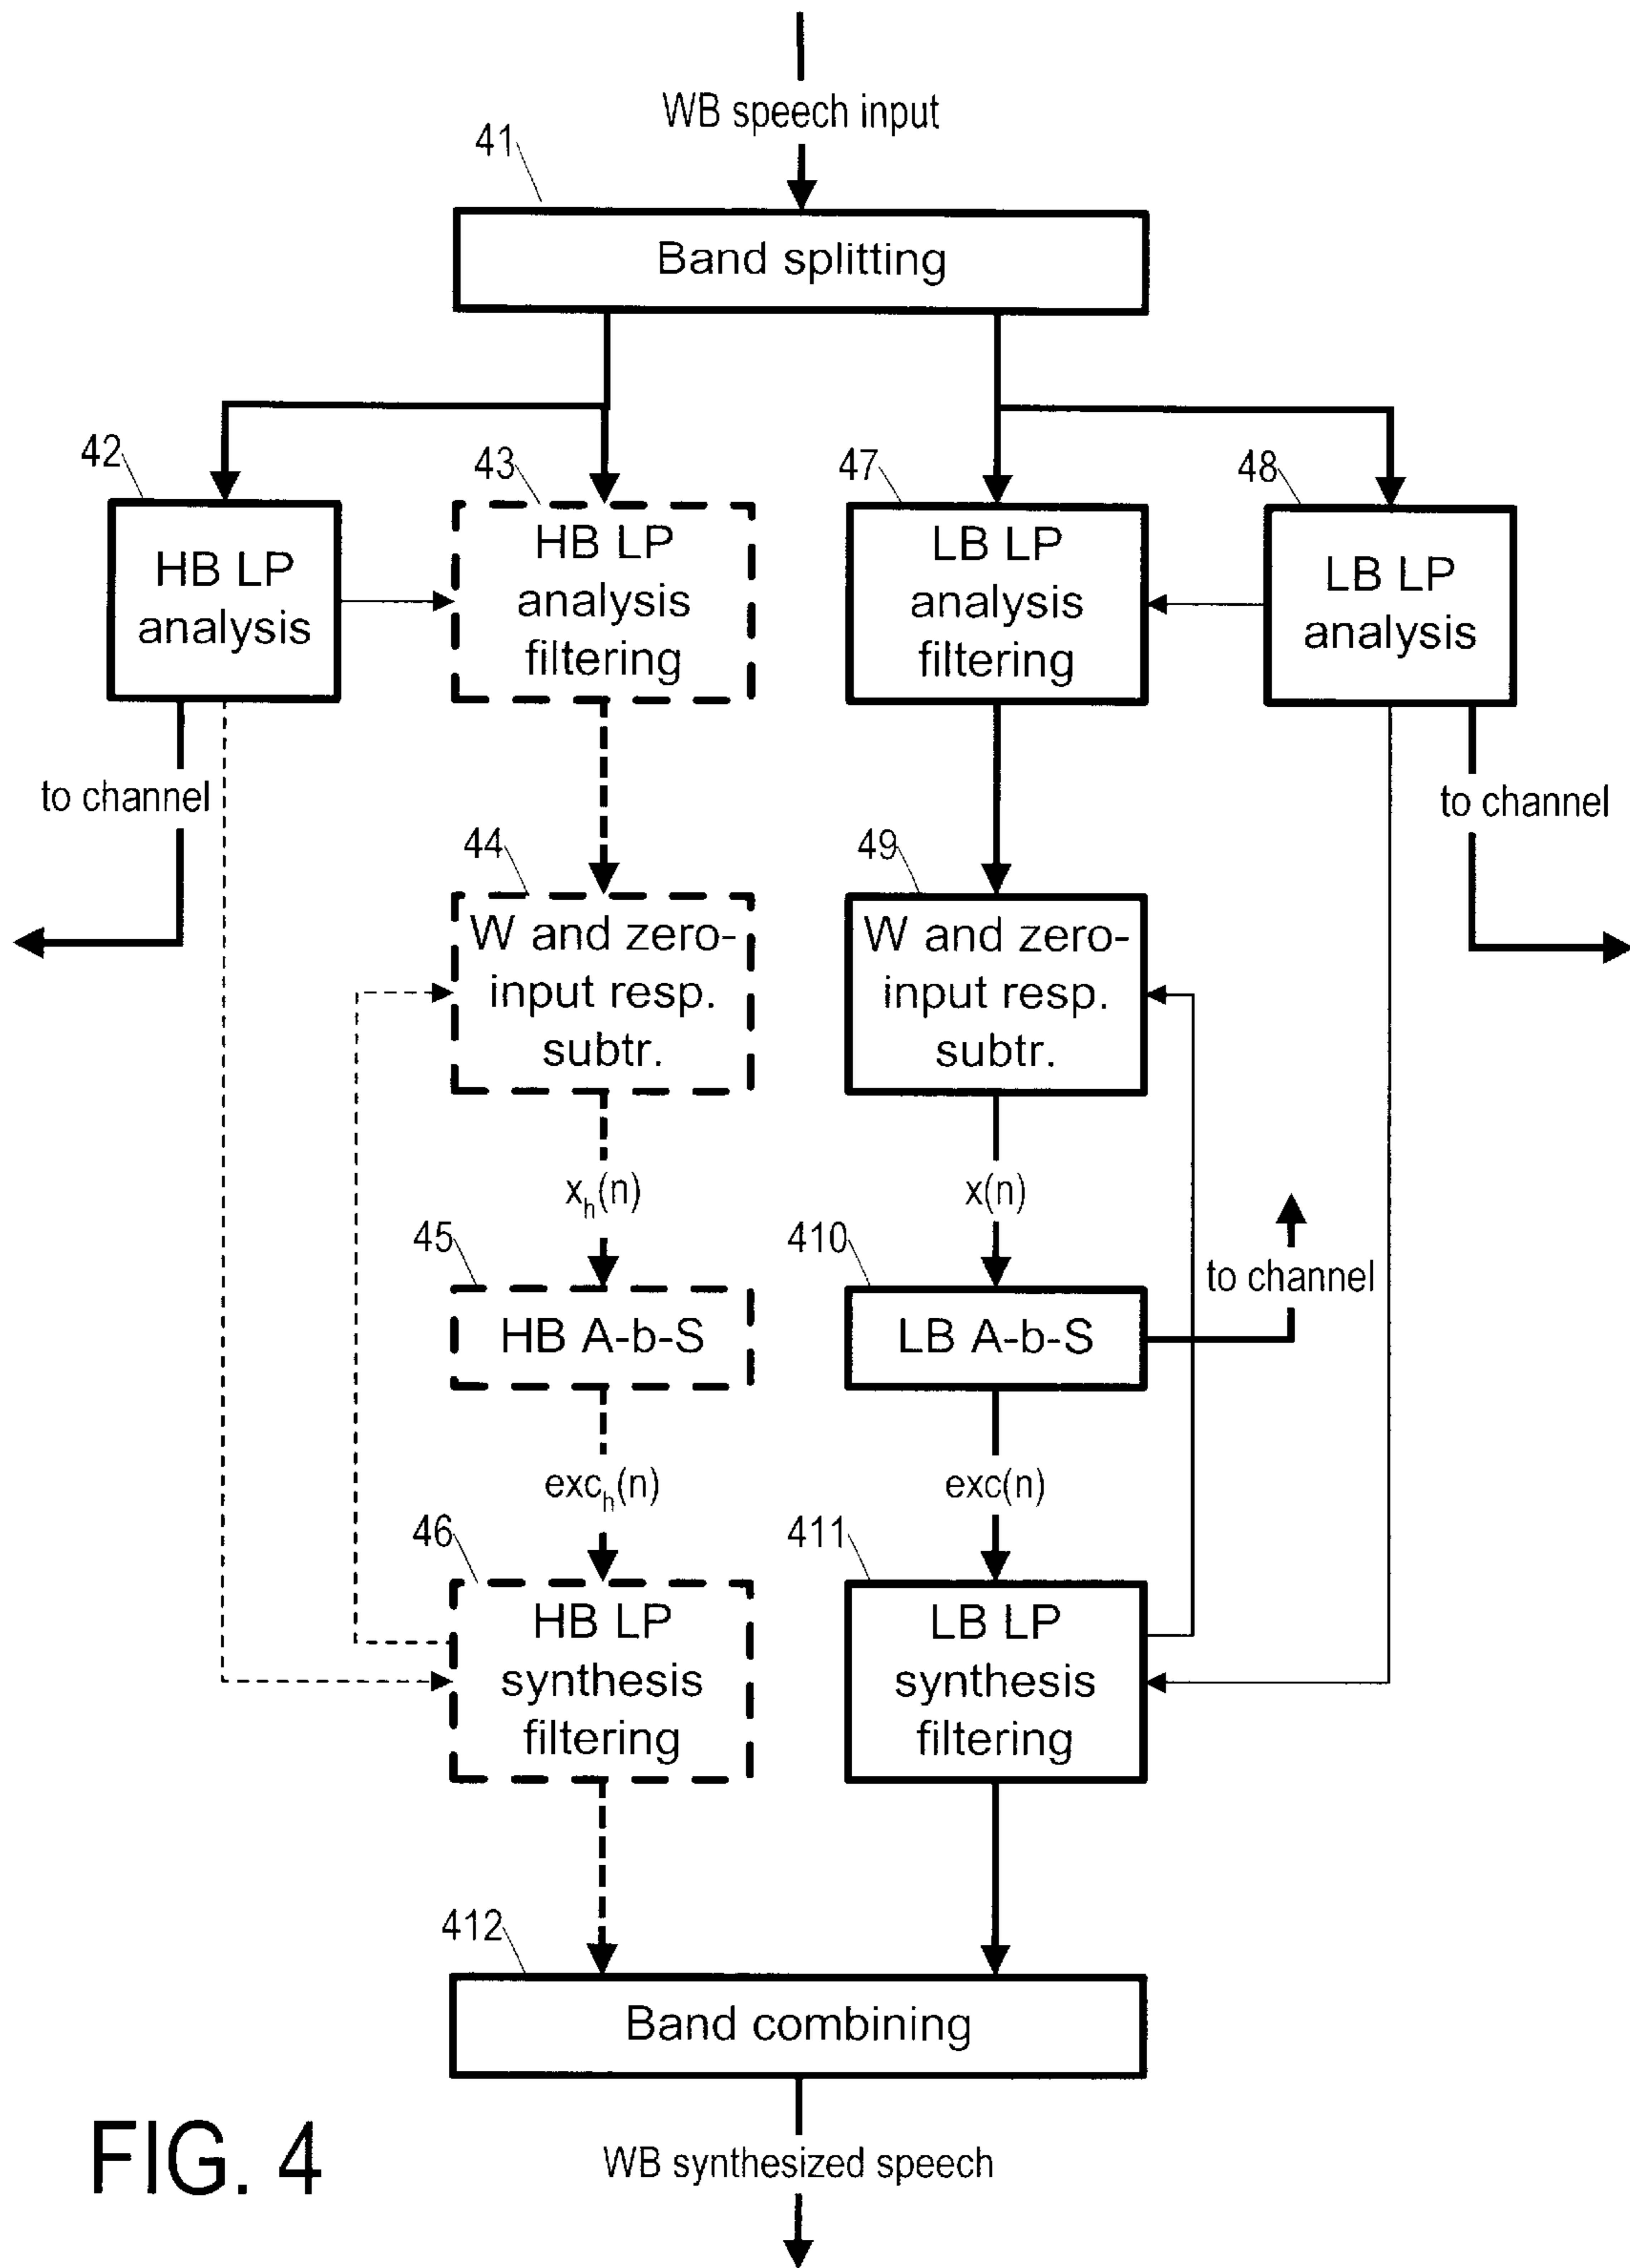 WB speech input
41
Band splitting
42
43
47
48
HB LP
analysis
HB LP
analysis
filtering
LB LP
analysis
filtering
LB LP
analysis
to channel
to channel
44
49
W and zero-
input resp.
subtr.
W and zero-
input resp.
subtr.
xh(n)
x(n)
45
410
to channel
HB A-b-S
LB A-b-S
exch(n)
exc(n)
46
411
HB LP
synthesis
filtering
LB LP
synthesis
filtering
412
Band combining
WB synthesized speech
FIG. 4